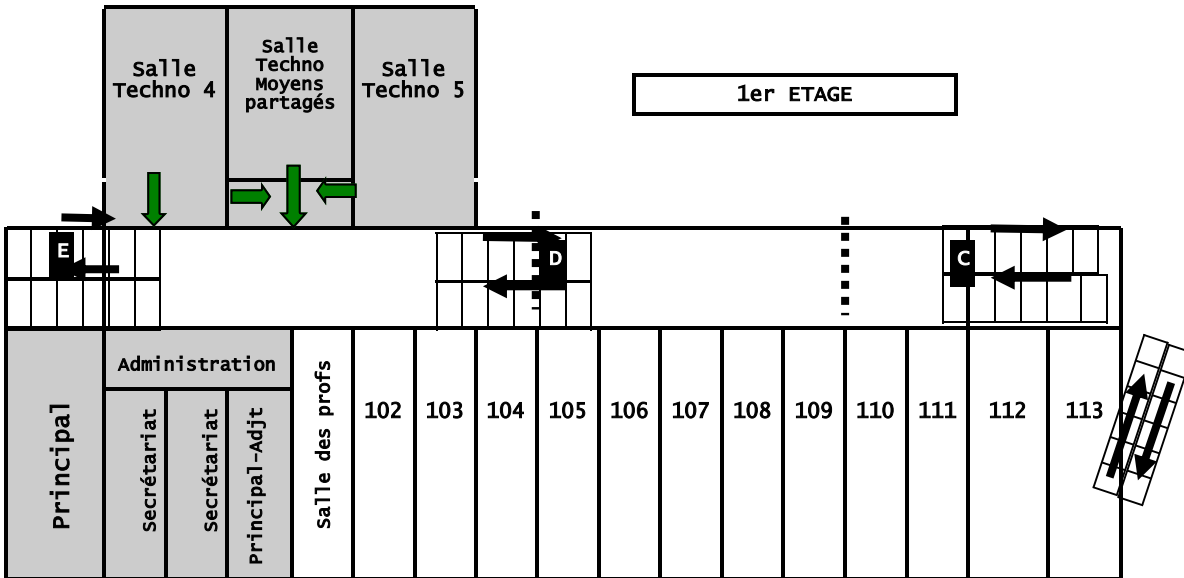 Salle
Techno 4
Salle
Techno
Moyens
partagés
Salle
Techno 5
1er ETAGE
E
D
C
Principal
Administration
Secrétariat
Secrétariat
Principal-Adjt
Salle des profs
102
103
104
105
106
107
108
109
110
111
112
113